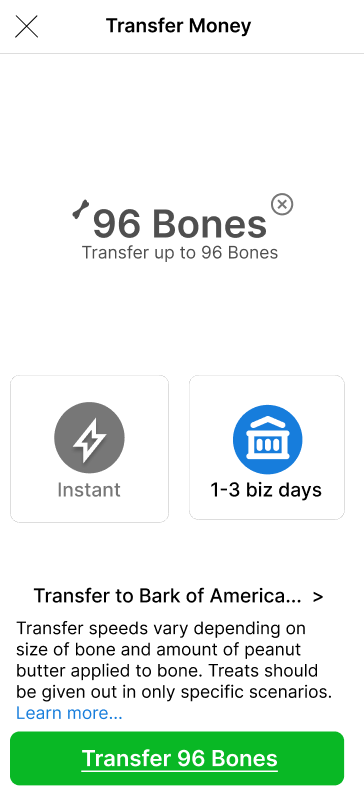 Transfer Money
96 Bones
Transfer up to 96 Bones
Instant
1-3 biz days
Transfer to Bark of America... >
Transfer speeds vary depending on
size of bone and amount of peanut
butter applied to bone. Treats should
be given out in only specific scenarios.
Learn more...
Transfer 96 Bones